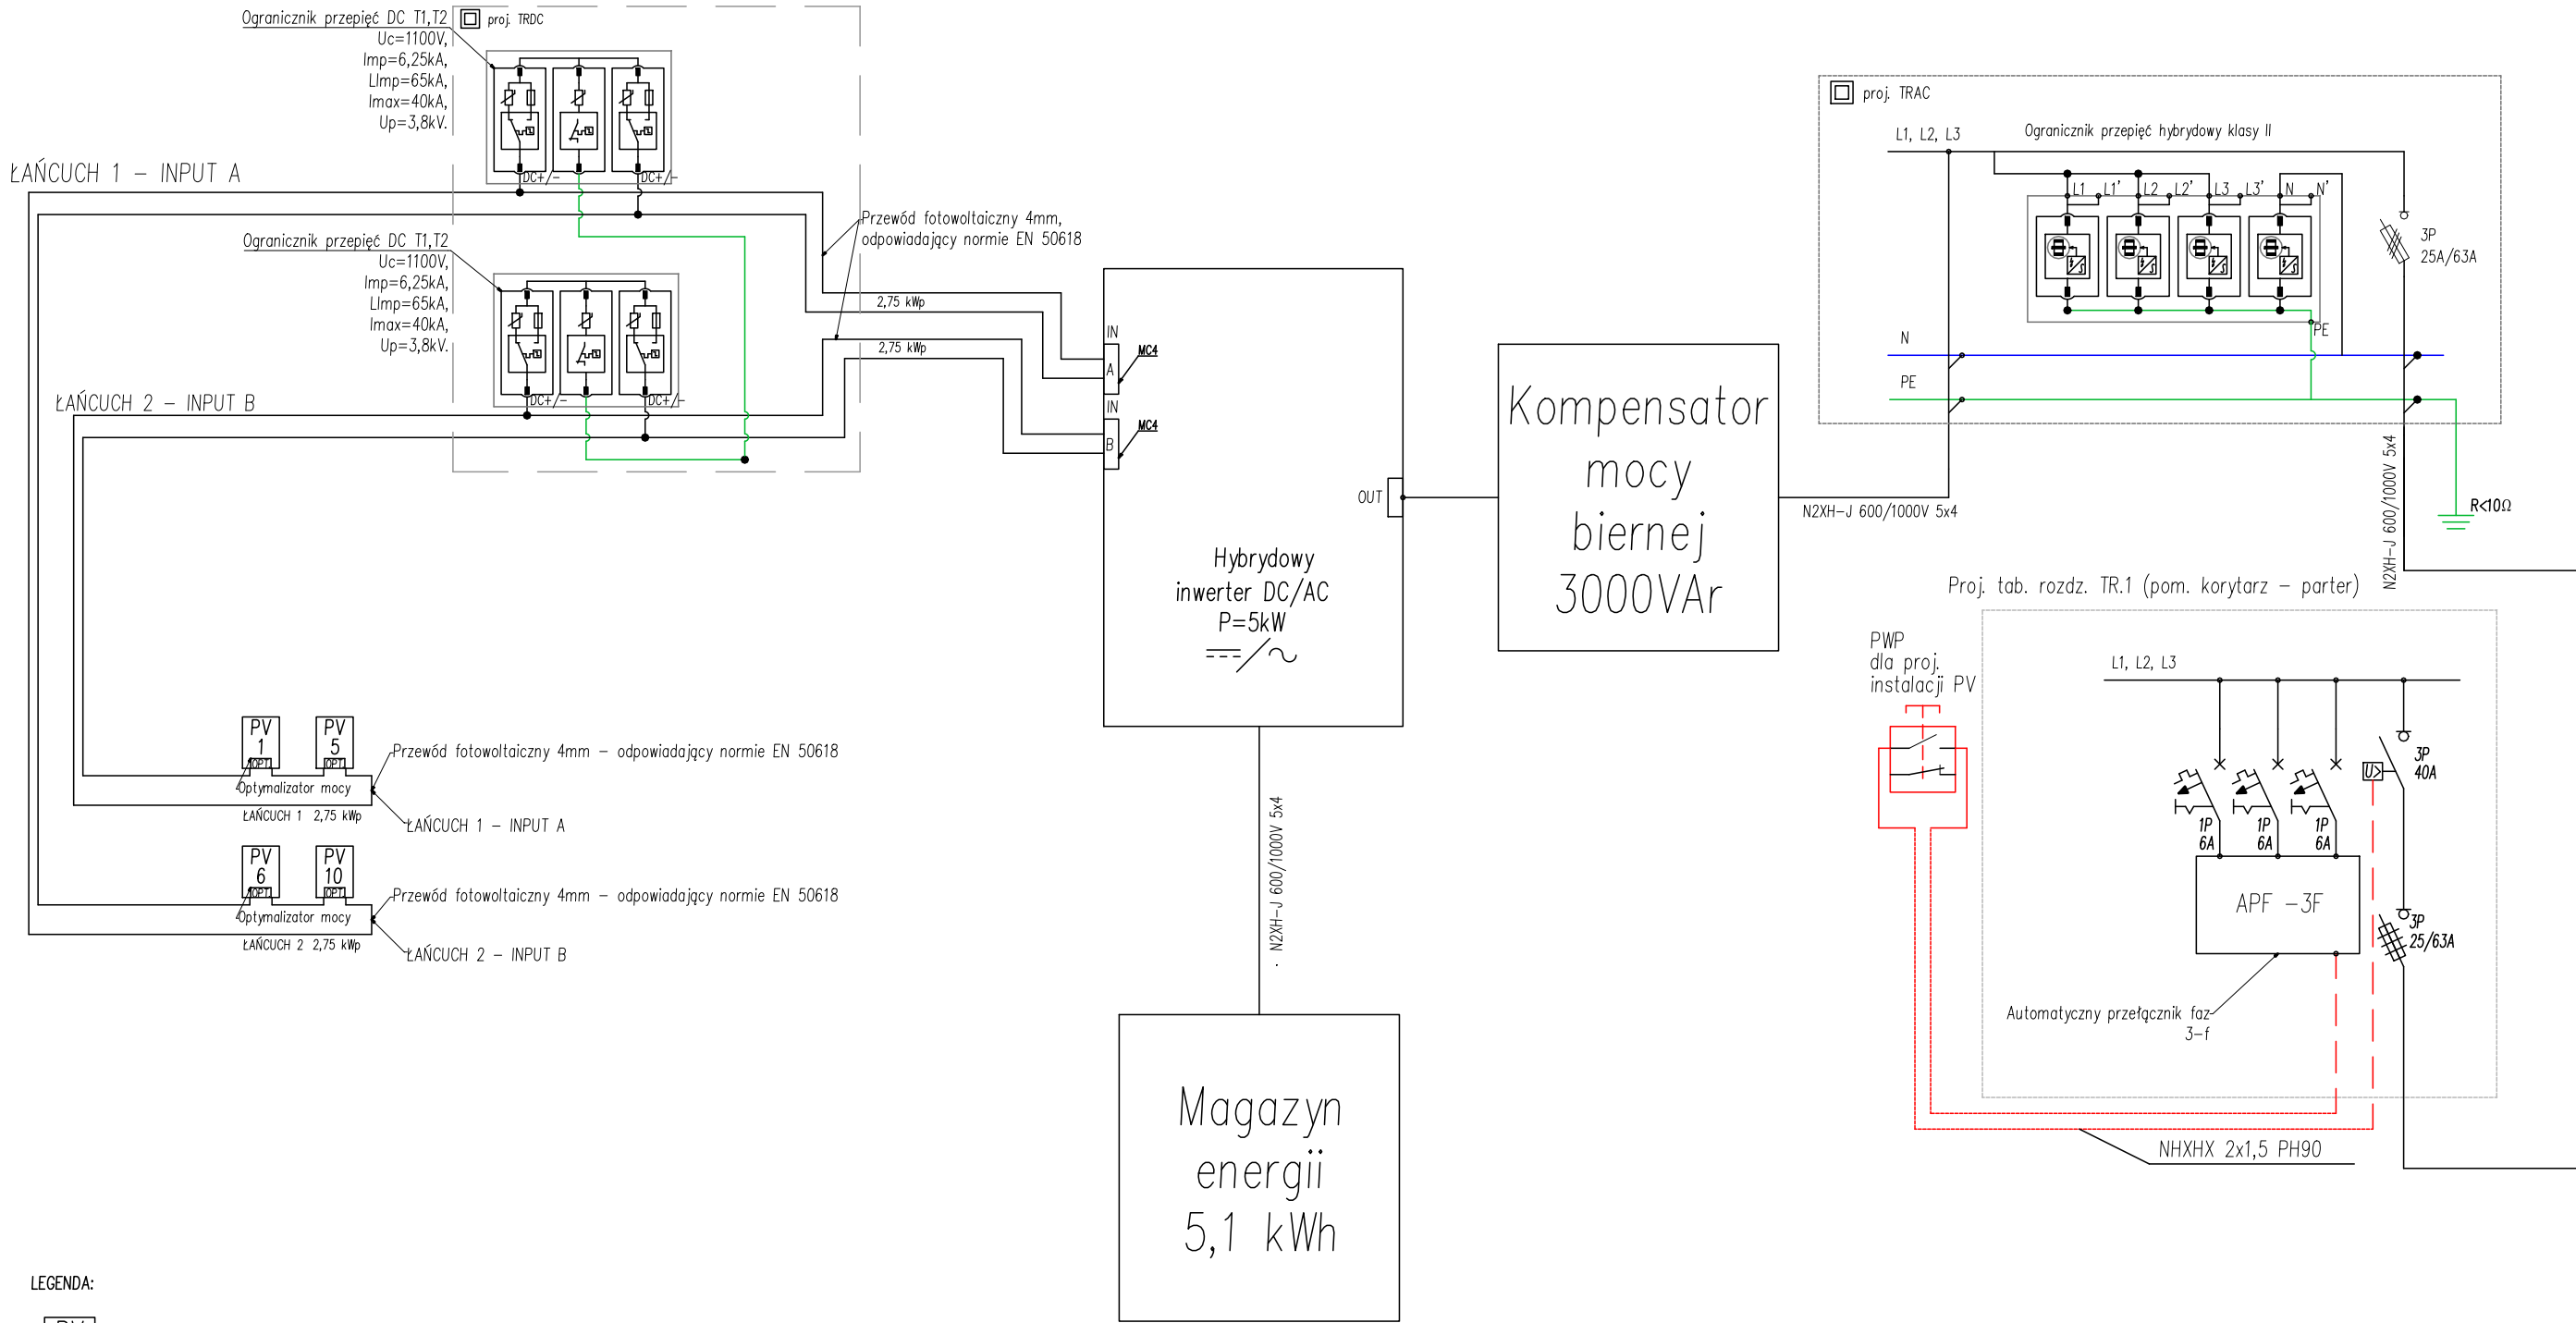 Ogranicznik przepięć DC T1,T2
Uc=1100V,
Imp=6,25kA,
LImp=65kA,
Imax=40kA,
Up=3,8kV.
proj. TRDC
DC+/-
DC+/-
ŁAŃCUCH 1 - INPUT A
Ogranicznik przepięć DC T1,T2
Uc=1100V,
Imp=6,25kA,
LImp=65kA,
Imax=40kA,
Up=3,8kV.
DC+/-
DC+/-
ŁAŃCUCH 2 - INPUT B
Przewód fotowoltaiczny 4mm,
odpowiadający normie EN 50618
2,75 kWp
2,75 kWp
IN
A
MC4
IN
B
MC4
OUT
Hybrydowy
inwerter DC/AC
P=5kW
Kompensator
mocy
biernej
3000VAr
N2XH-J 600/1000V 5x4
proj. TRAC
L1, L2, L3
Ogranicznik przepięć hybrydowy klasy II
L1 L1' L2 L2' L3 L3' N N'
3P
25A/63A
PE
N
PE
N2XH-J 600/1000V 5x4
R<10Ω
Proj. tab. rozdz. TR.1 (pom. korytarz - parter)
PWP
dla proj.
instalacji PV
L1, L2, L3
U>
3P
40A
1P
6A
1P
6A
1P
6A
APF -3F
3P
25/63A
Automatyczny przełącznik faz
3-f
NHXHX 2x1,5 PH90
PV
1
OPT
PV
5
OPT
Optymalizator mocy
ŁAŃCUCH 1 2,75 kWp
Przewód fotowoltaiczny 4mm - odpowiadający normie EN 50618
ŁAŃCUCH 1 - INPUT A
PV
6
OPT
PV
10
OPT
Optymalizator mocy
ŁAŃCUCH 2 2,75 kWp
Przewód fotowoltaiczny 4mm - odpowiadający normie EN 50618
ŁAŃCUCH 2 - INPUT B
. N2XH-J 600/1000V 5x4
Magazyn
energii
5,1 kWh
LEGENDA: